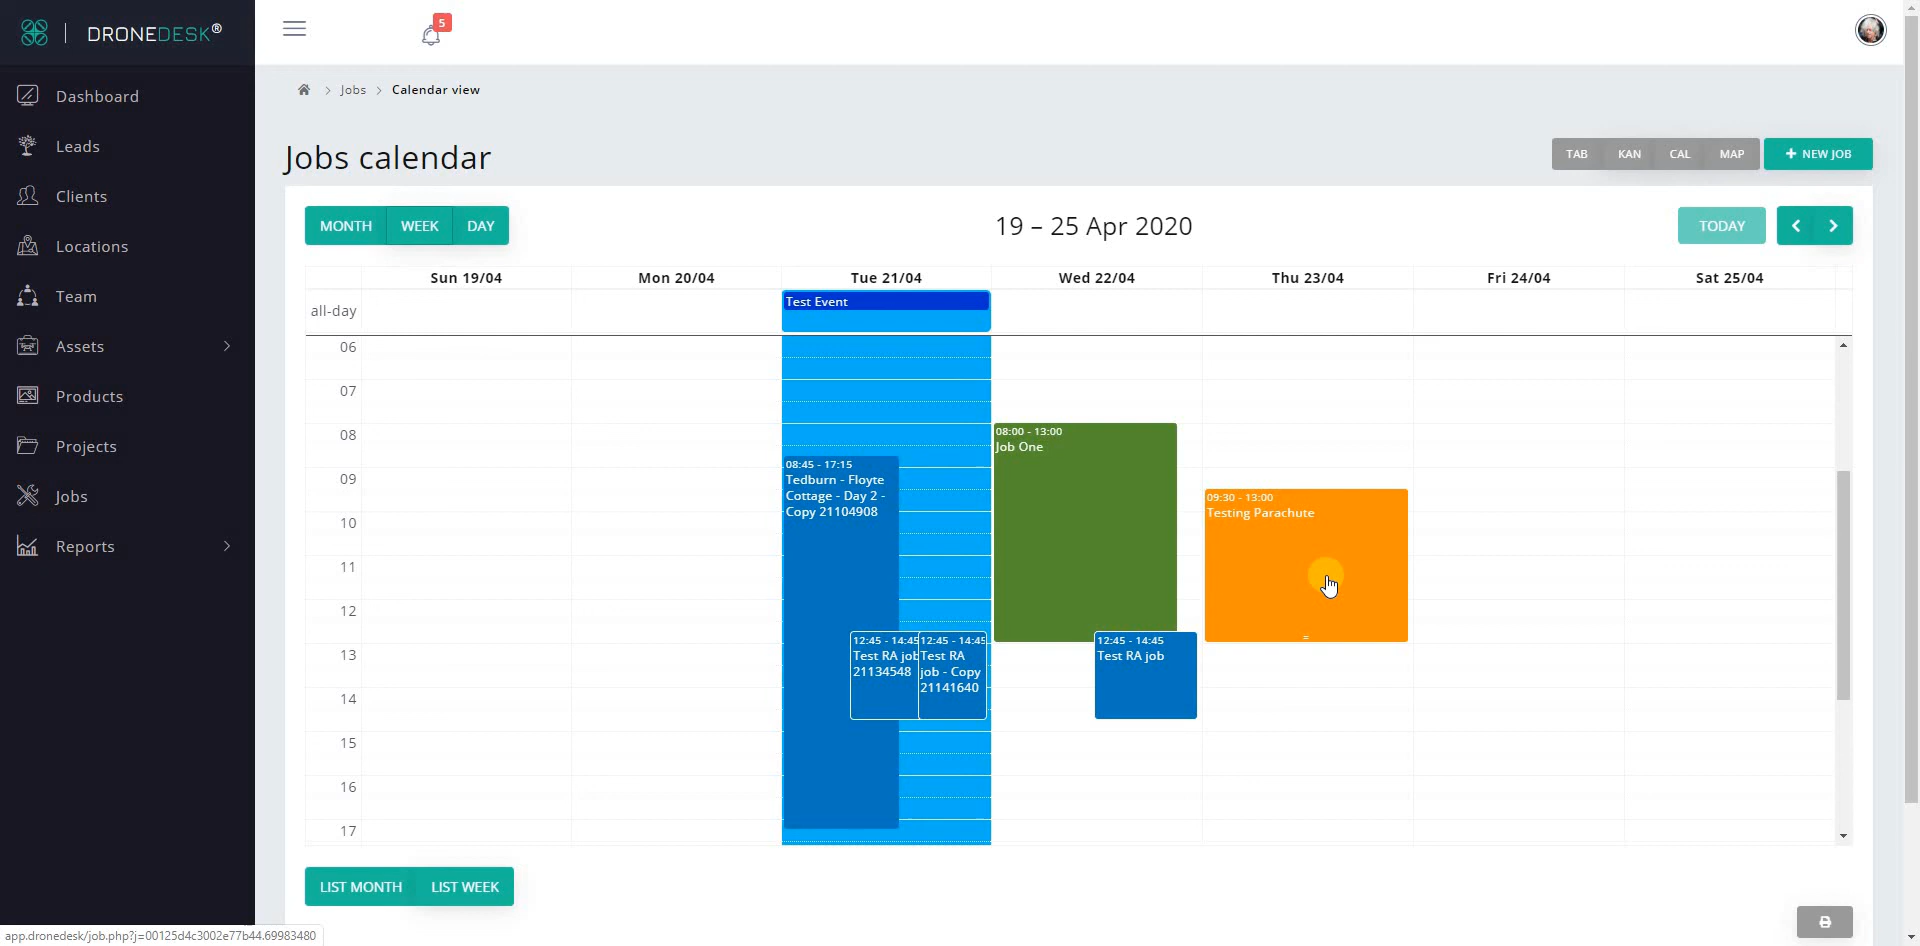 DRONEDESK®
5
Dashboard
Leads
Clients
Locations
Team
Assets
Products
Projects
Jobs
Reports
Jobs
Calendar view
Jobs calendar
TAB KAN CAL MAP
NEW JOB
MONTH WEEK DAY
19 – 25 Apr 2020
TODAY
Sun 19/04 Mon 20/04 Tue 21/04 Wed 22/04 Thu 23/04 Fri 24/04 Sat 25/04
all-day
Test Event
06
07
08
09
10
11
12
13
14
15
16
17
08:45 - 17:15
Tedburn - Floyte
Cottage - Day 2 -
Copy 21104908
12:45 - 14:45
Test RA job
21134548
12:45 - 14:45
Test RA
job - Copy
21141640
08:00 - 13:00
Job One
12:45 - 14:45
Test RA job
09:30 - 13:00
Testing Parachute
LIST MONTH LIST WEEK
app.dronedesk/job.php?j=00125d4c3002e77b44.69983480